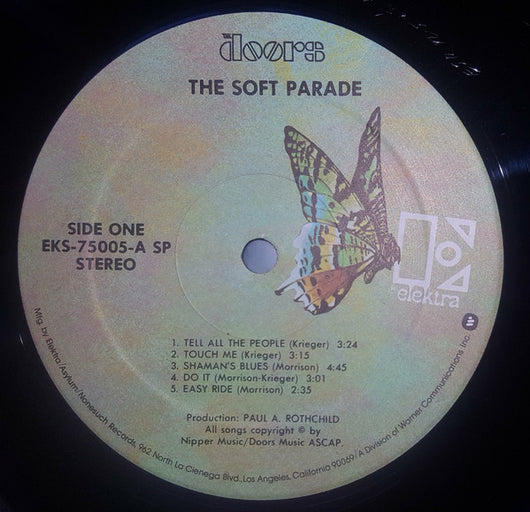 the doors
THE SOFT PARADE
SIDE ONE
EKS-75005-A SP
STEREO
elektra
1. TELL ALL THE PEOPLE (Krieger) 3:24
2. TOUCH ME (Krieger) 3:15
3. SHAMAN'S BLUES (Morrison) 4:45
4. DO IT (Morrison-Krieger) 3:01
5. EASY RIDE (Morrison) 2:35
Production: PAUL A. ROTHCHILD
All songs copyright © by
Nipper Music/Doors Music ASCAP.
Mfg. by Elektra/Asylum/Nonesuch Records, 962 North La Cienega Blvd., Los Angeles, California 90069/A Division of Warner Communications Inc.